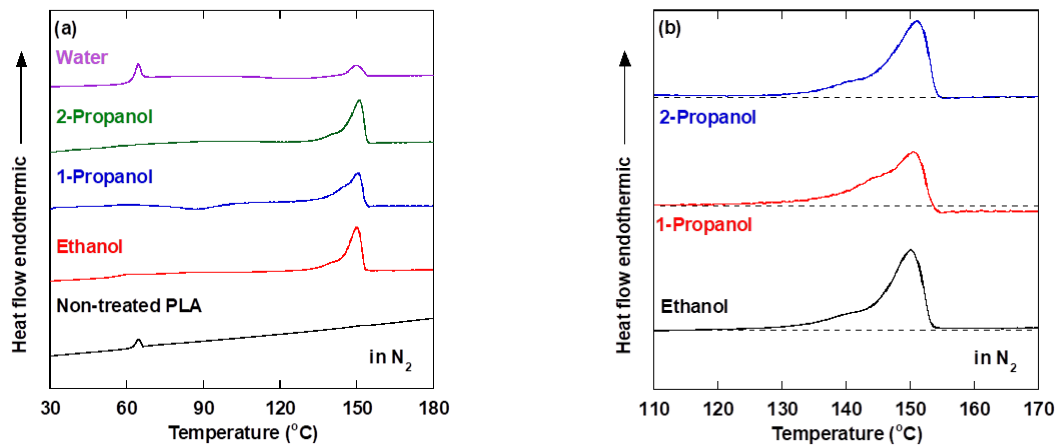 (a)
Water
2-Propanol
1-Propanol
Ethanol
Non-treated PLA
in N2
Heat flow endothermic
30 60 90 120 150 180
Temperature (oC)
(b)
2-Propanol
1-Propanol
Ethanol
in N2
Heat flow endothermic
110 120 130 140 150 160 170
Temperature (oC)